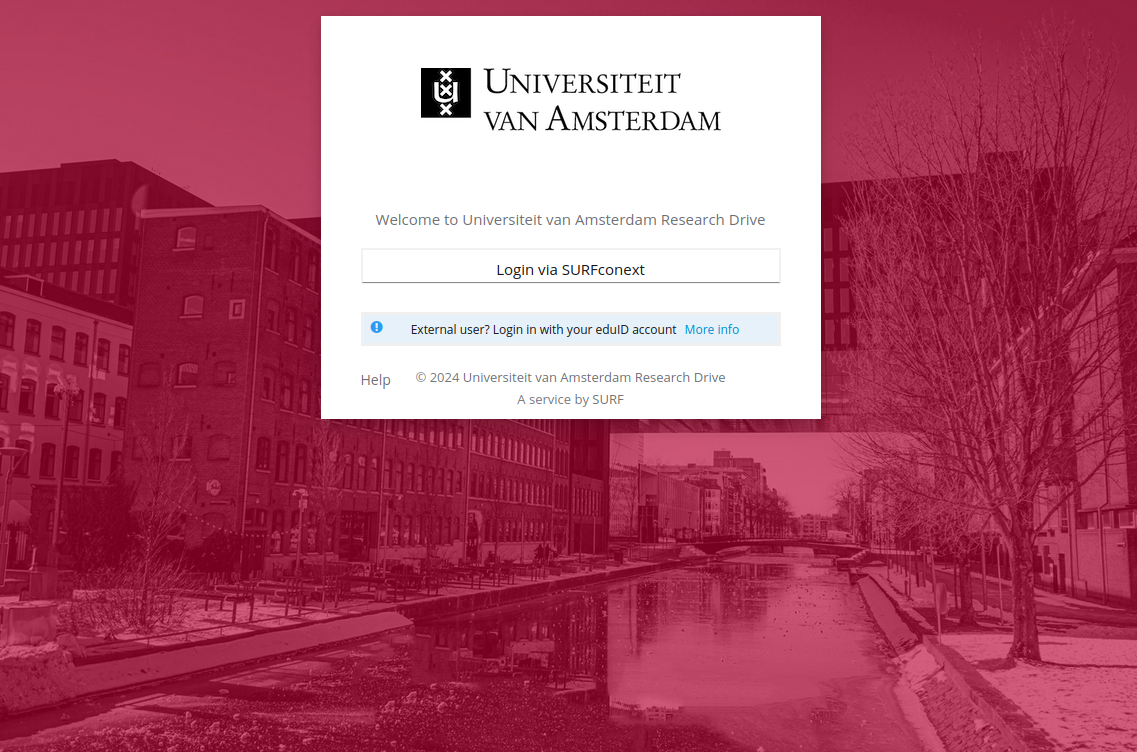 UNIVERSITEIT
VAN AMSTERDAM
Welcome to Universiteit van Amsterdam Research Drive
Login via SURFconext
External user? Login in with your eduID account More info
Help
© 2024 Universiteit van Amsterdam Research Drive
A service by SURF